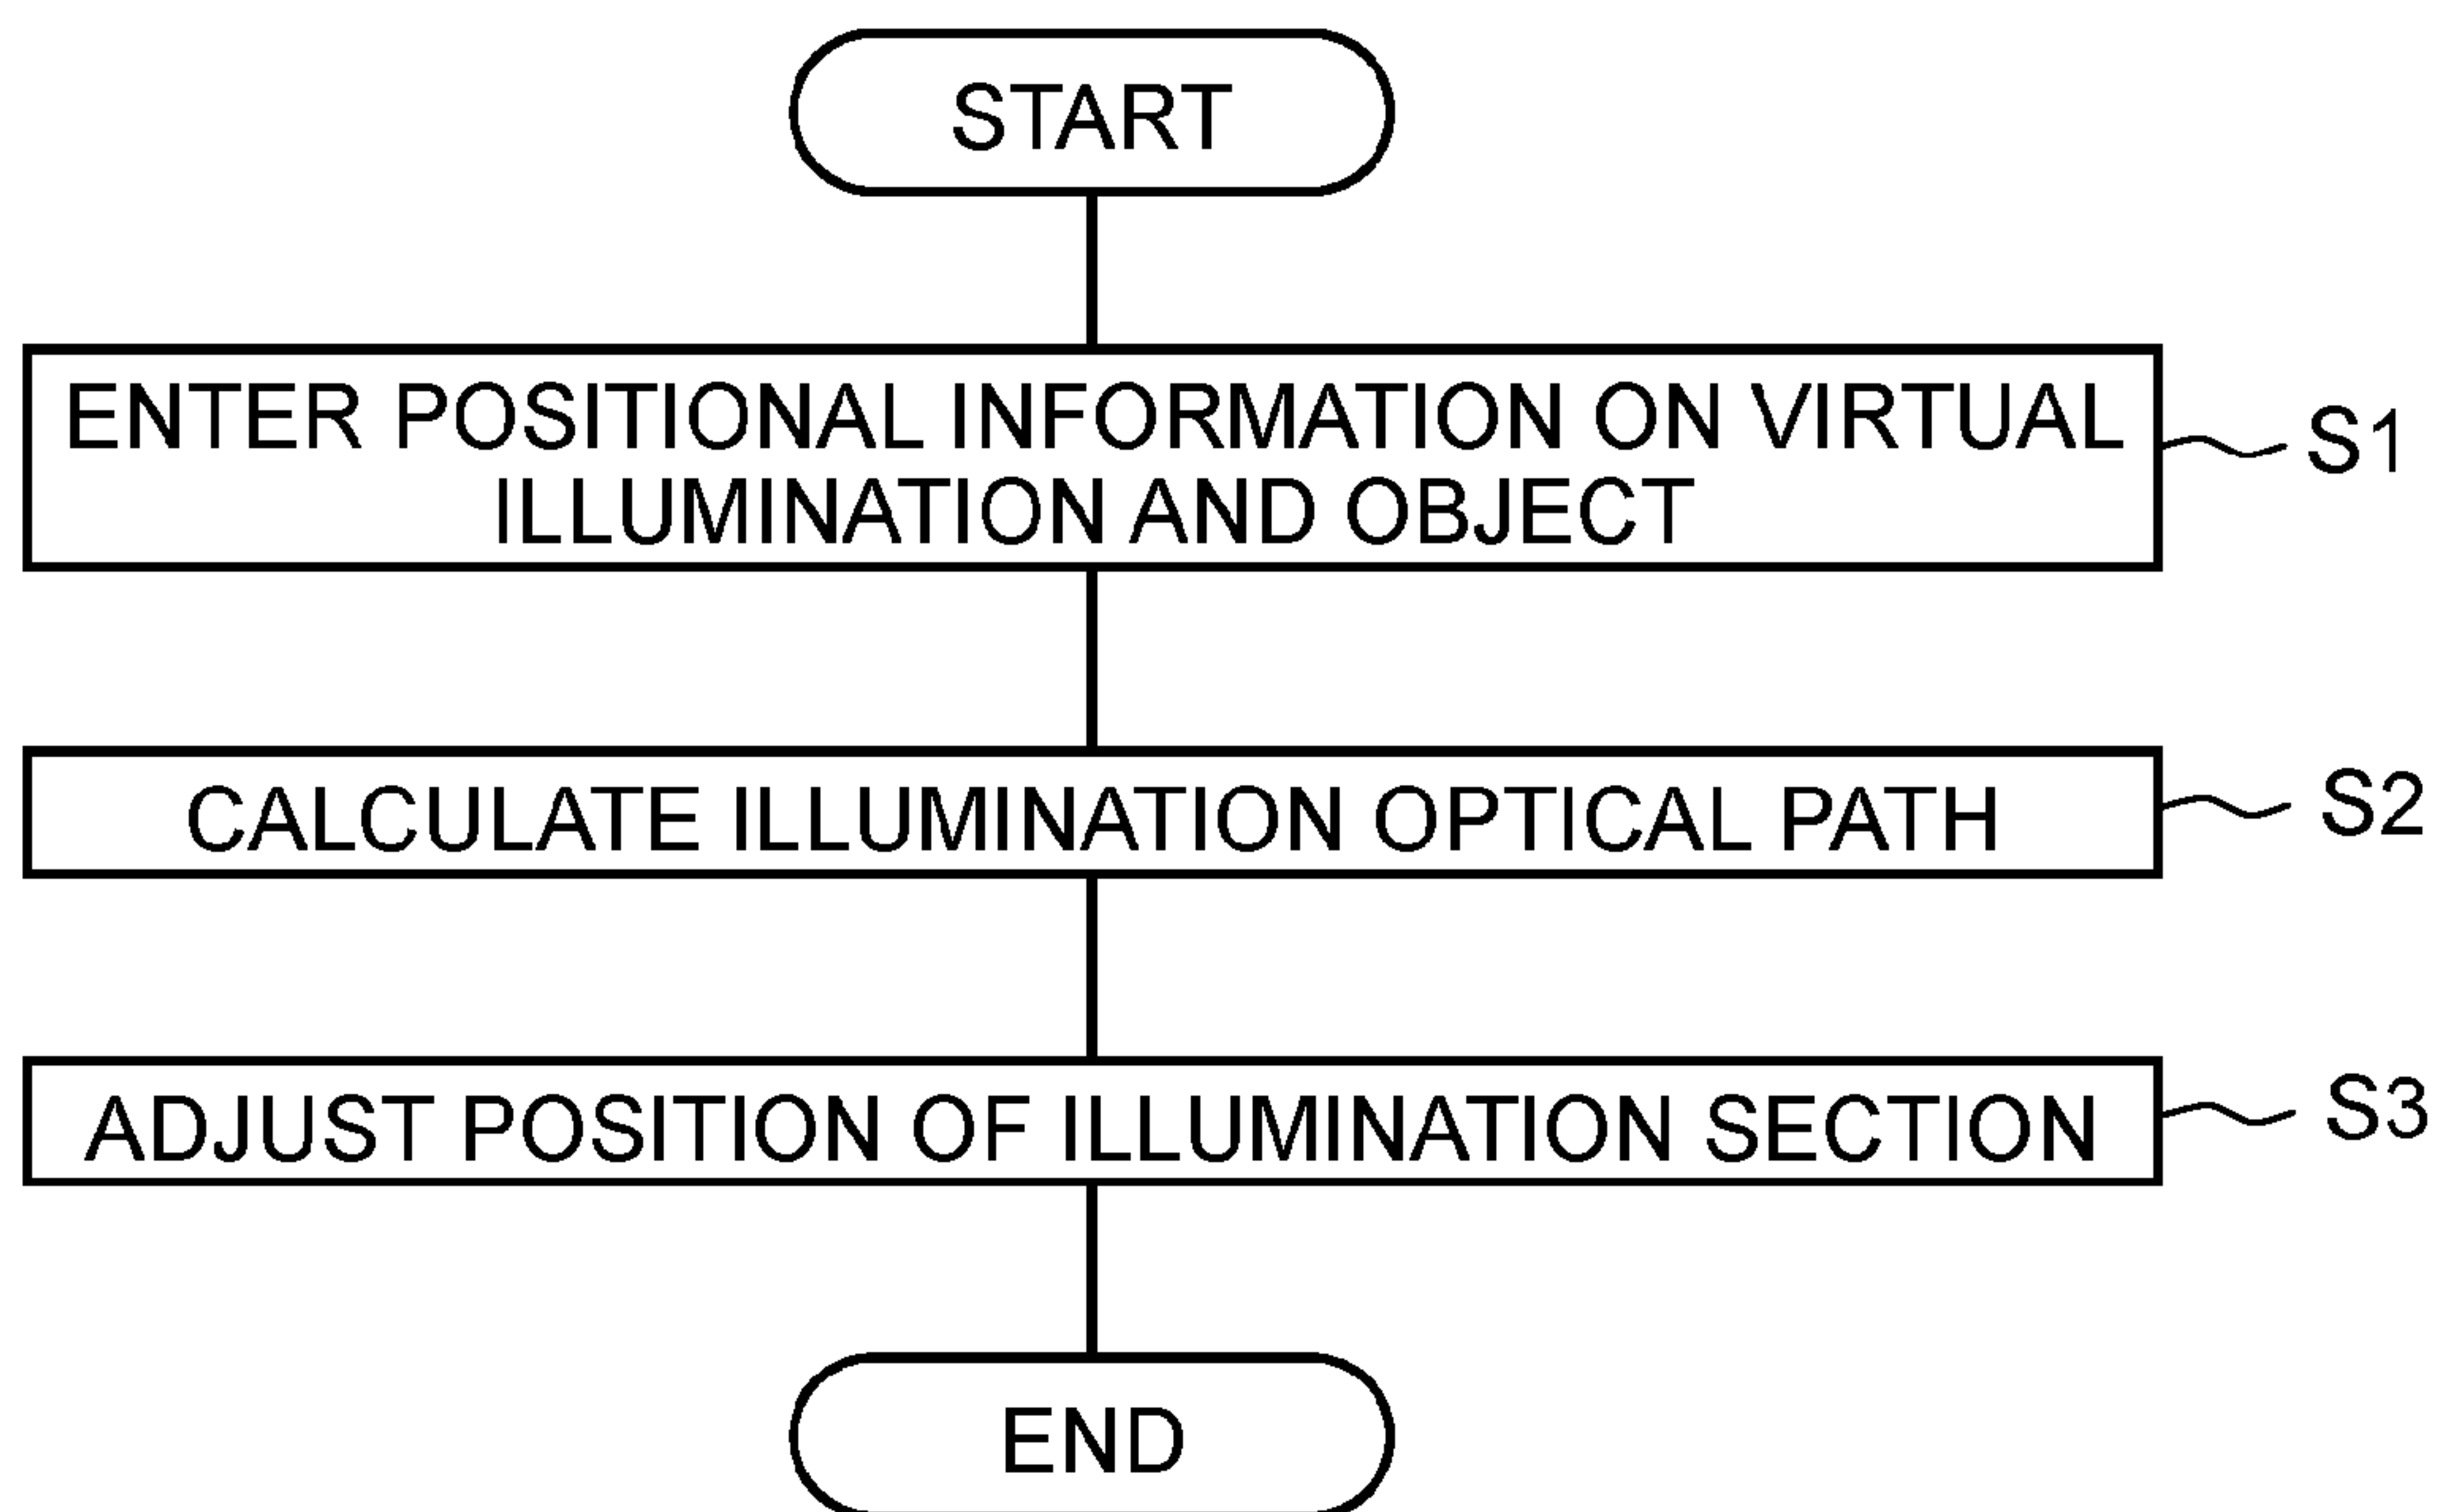 START
ENTER POSITIONAL INFORMATION ON VIRTUAL
ILLUMINATION AND OBJECT
S1
CALCULATE ILLUMINATION OPTICAL PATH
S2
ADJUST POSITION OF ILLUMINATION SECTION
S3
END